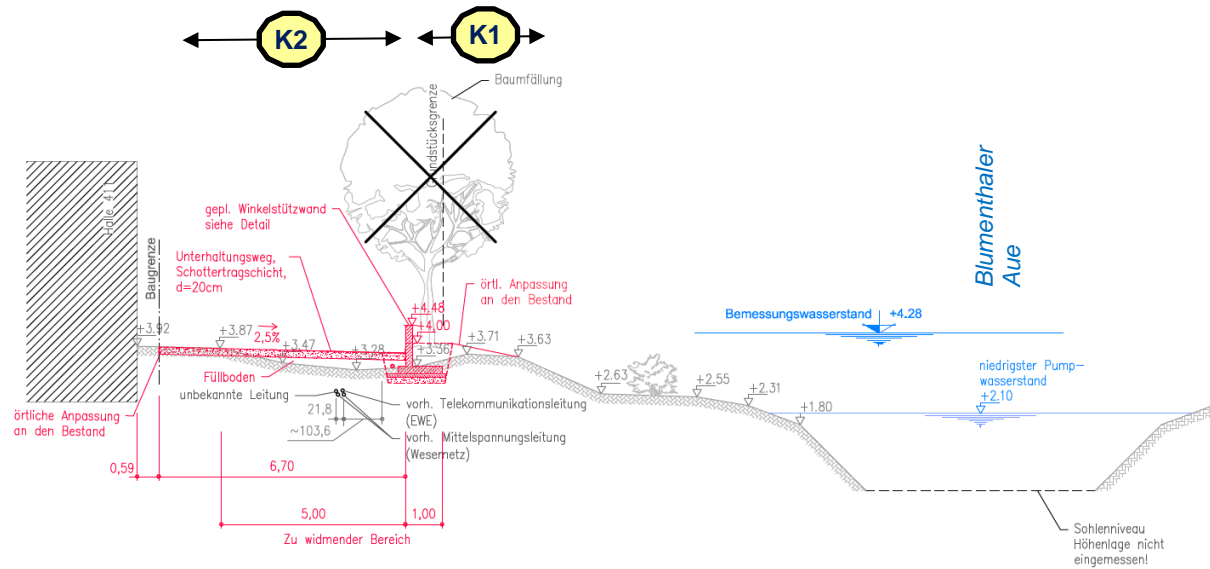 K2
K1
Baumfällung
Grundstücksgrenze
Halle 411
Baugrenze
gepl. Winkelstützwand
siehe Detail
Unterhaltungsweg,
Schottertragschicht,
d=20cm
örtl. Anpassung
an den Bestand
+4.48
+4.00
+3.92
+3.87
2,5%
+3.47
+3.28
+3.36
+3.71
+3.63
Füllboden
unbekannte Leitung
21,8
~103,6
vorh. Telekommunikationsleitung
(EWE)
vorh. Mittelspannungsleitung
(Wesernetz)
örtliche Anpassung
an den Bestand
0,59
6,70
5,00
1,00
Zu widmender Bereich
+2.63
+2.55
+2.31
+1.80
Blumenthaler
Aue
Bemessungswasserstand
+4.28
niedrigster Pump-
wasserstand
+2.10
Sohlenniveau
Höhenlage nicht
eingemessen!